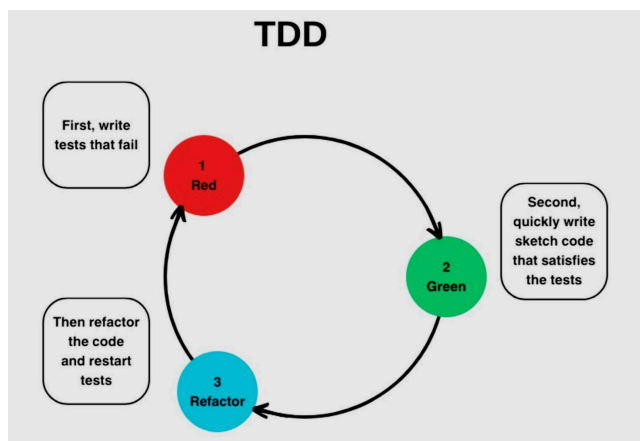 TDD
First, write
tests that fail
1
Red
Second,
quickly write
sketch code
that satisfies
the tests
2
Green
Then refactor
the code
and restart
tests
3
Refactor